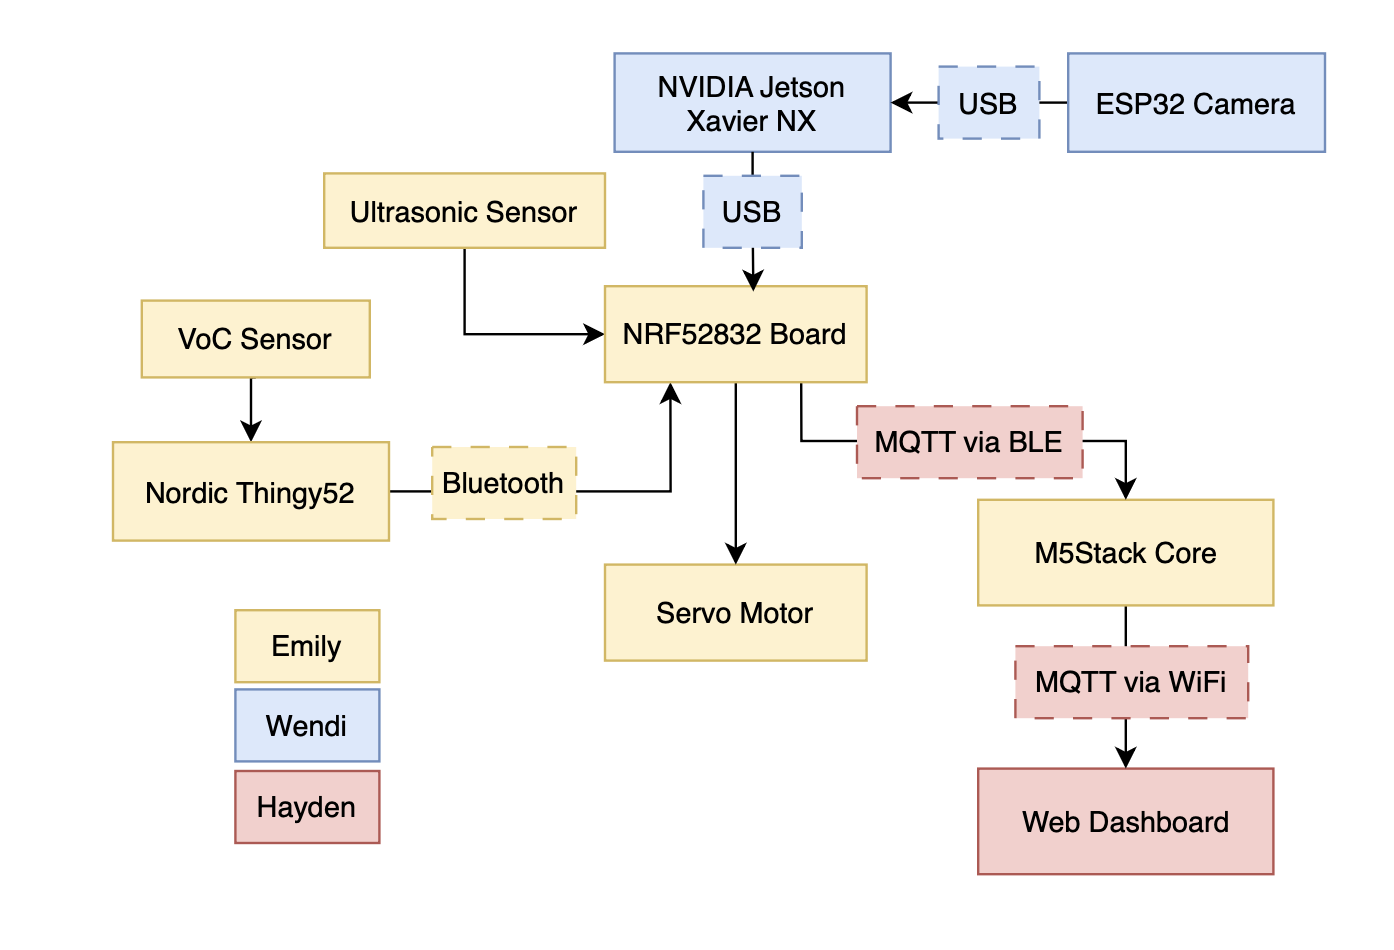 NVIDIA Jetson
Xavier NX
USB
ESP32 Camera
Ultrasonic Sensor
USB
VoC Sensor
NRF52832 Board
MQTT via BLE
Nordic Thingy52
Bluetooth
M5Stack Core
Servo Motor
Emily
MQTT via WiFi
Wendi
Hayden
Web Dashboard